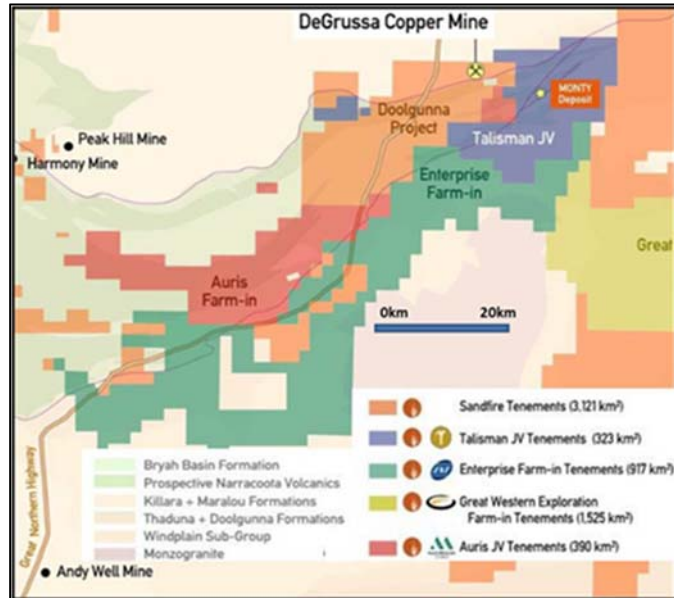 DeGrussa Copper Mine
MONTY
Deposit
Doolgunna
Project
Peak Hill Mine
Harmony Mine
Talisman JV
Enterprise
Farm-in
Great
Auris
Farm-in
0km 20km
Sandfire Tenements (3,121 km²)
Talisman JV Tenements (323 km²)
Enterprise Farm-in Tenements (917 km²)
Great Western Exploration
Farm-in Tenements (1,525 km²)
Auris JV Tenements (390 km²)
Bryah Basin Formation
Prospective Narracoota Volcanics
Killara + Maralou Formations
Thaduna + Doolgunna Formations
Windplain Sub-Group
Monzogranite
Great Northern Highway
Andy Well Mine